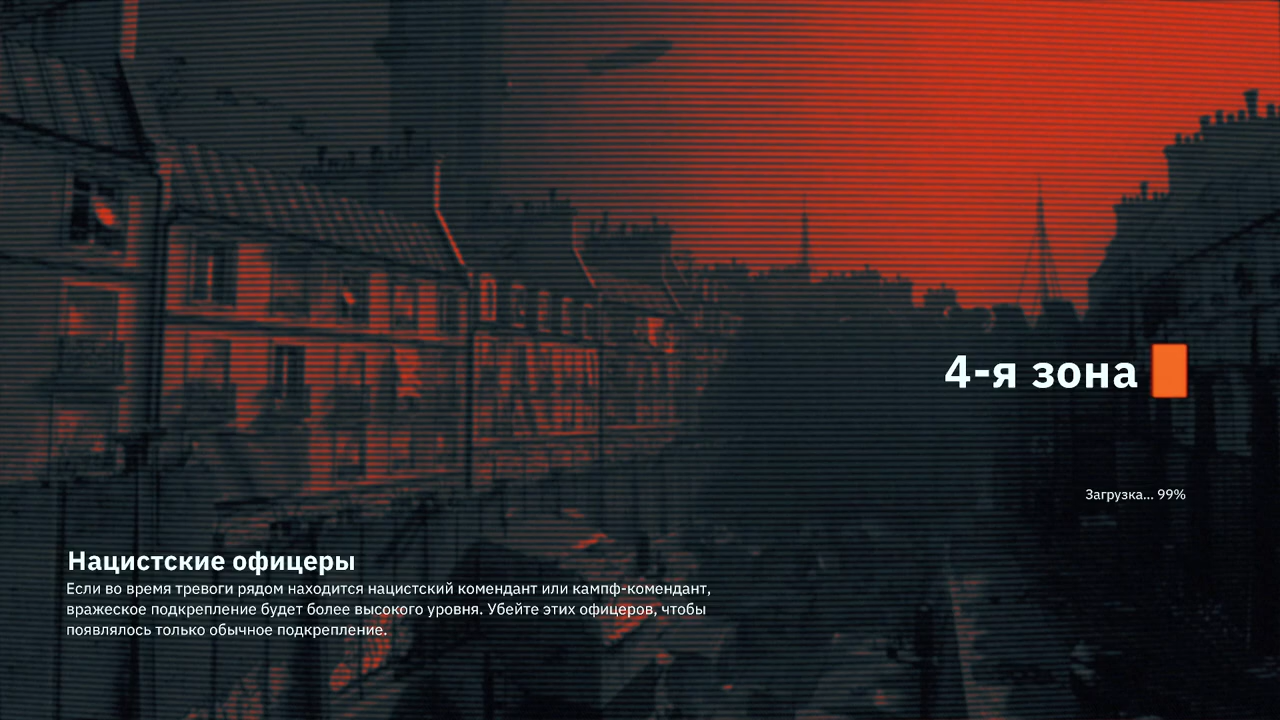 4-я зона
Загрузка... 99%
Нацистские офицеры
Если во время тревоги рядом находится нацистский комендант или кампф-комендант,
вражеское подкрепление будет более высокого уровня. Убейте этих офицеров, чтобы
появлялось только обычное подкрепление.